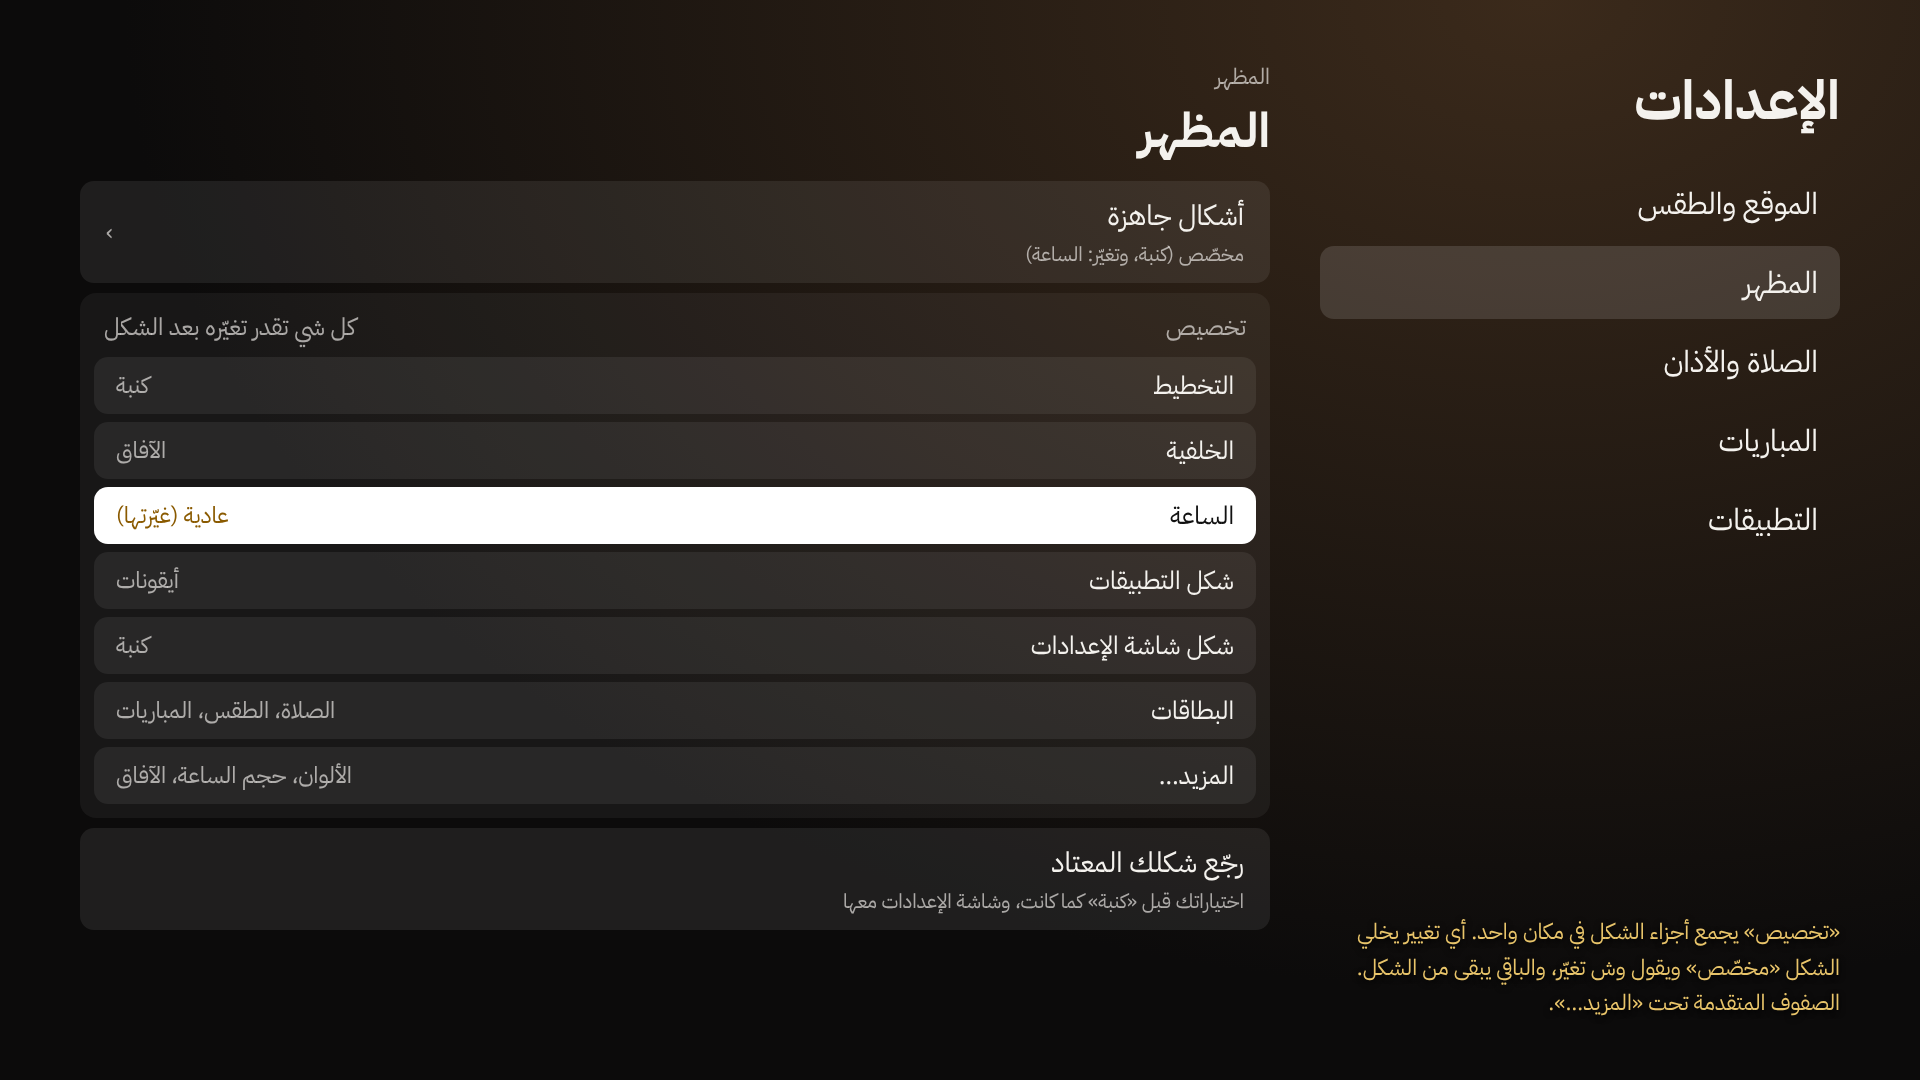 الإعدادات
الموقع والطقس
المظهر
الصلاة والأذان
المباريات
التطبيقات
«تخصيص» يجمع أجزاء الشكل في مكان واحد. أي تغيير يخلي
الشكل «مخصّص» ويقول وش تغيّر، والباقي يبقى من الشكل.
الصفوف المتقدمة تحت «المزيد...».
المظهر
المظهر
أشكال جاهزة
مخصّص (كنبة، وتغيّر: الساعة)
تخصيص كل شي تقدر تغيّره بعد الشكل
التخطيط كنبة
الخلفية الآفاق
الساعة عادية (غيّرتها)
شكل التطبيقات أيقونات
شكل شاشة الإعدادات كنبة
البطاقات الصلاة، الطقس، المباريات
المزيد... الألوان، حجم الساعة، الآفاق
رجّع شكلك المعتاد
اختياراتك قبل «كنبة» كما كانت، وشاشة الإعدادات معها